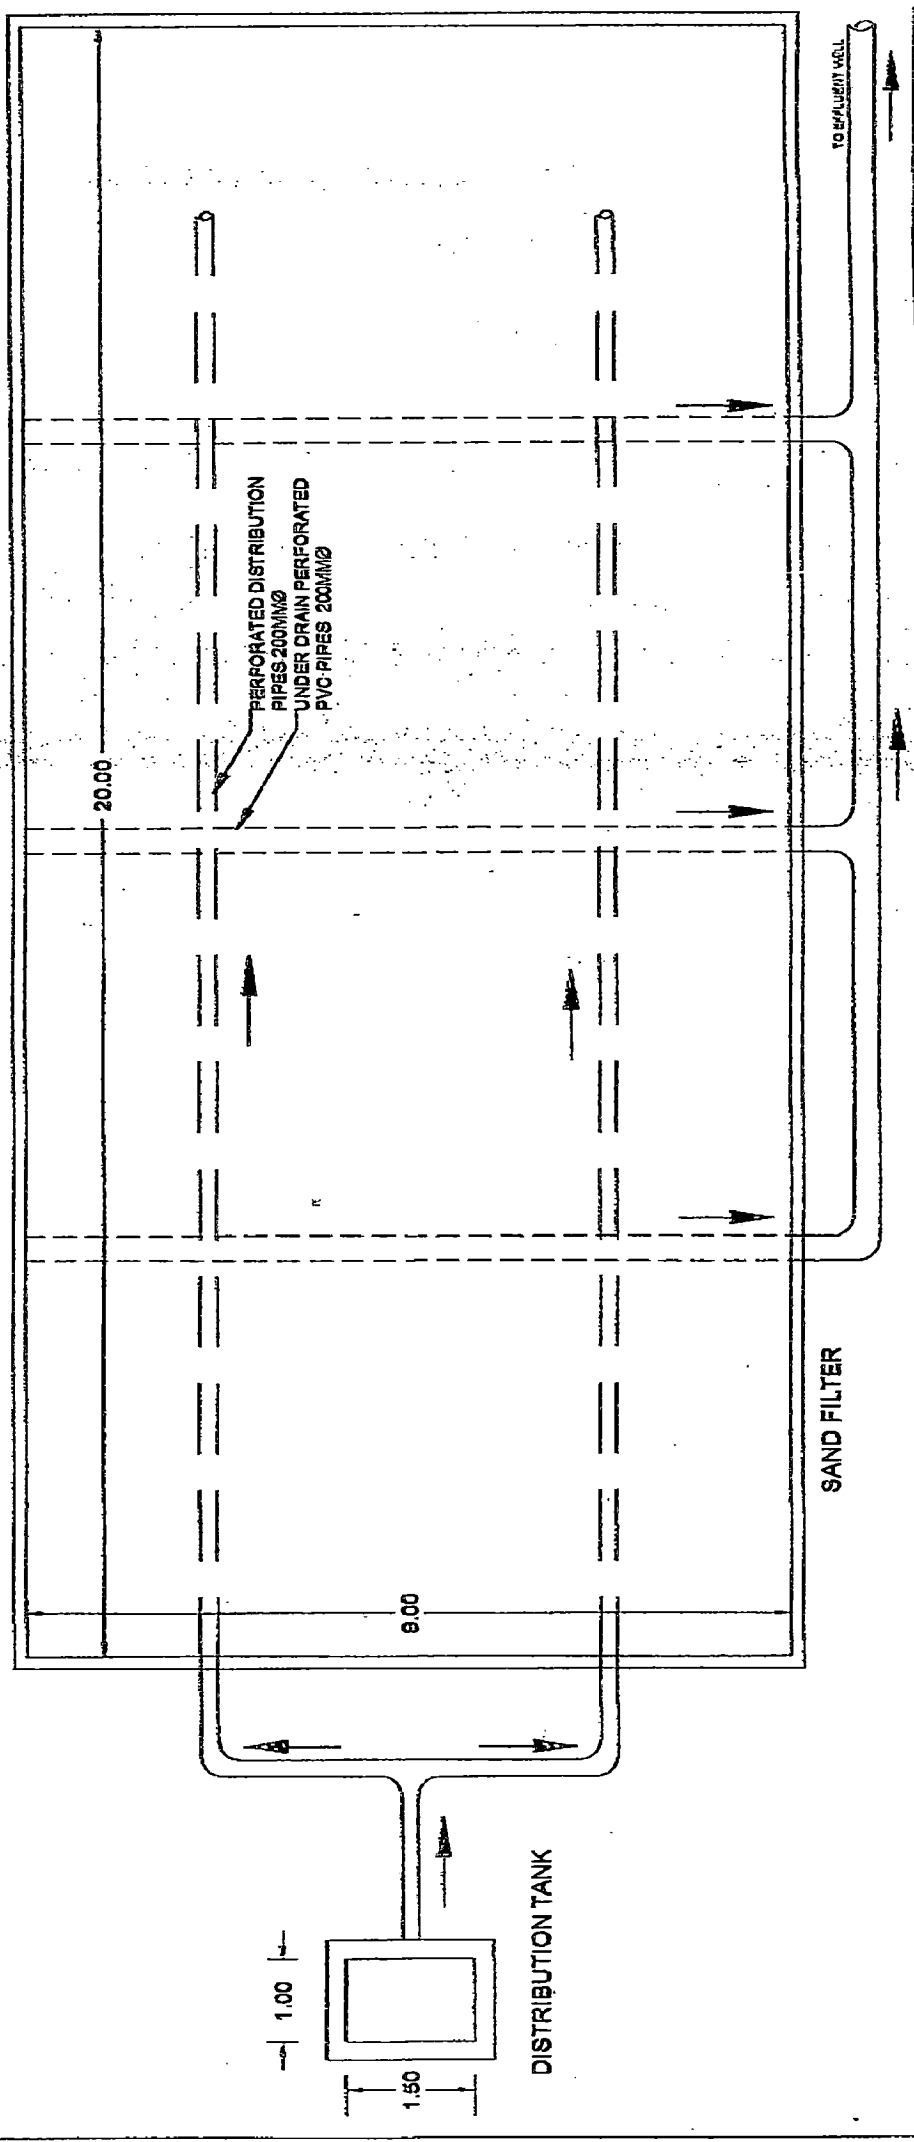 20.00
PERFORATED DISTRIBUTION
PIPES 200MMØ
UNDER DRAIN PERFORATED
PVC PIPES 200MMØ
TO EFFLUENT WELL
9.00
SAND FILTER
1.00
1.50
DISTRIBUTION TANK